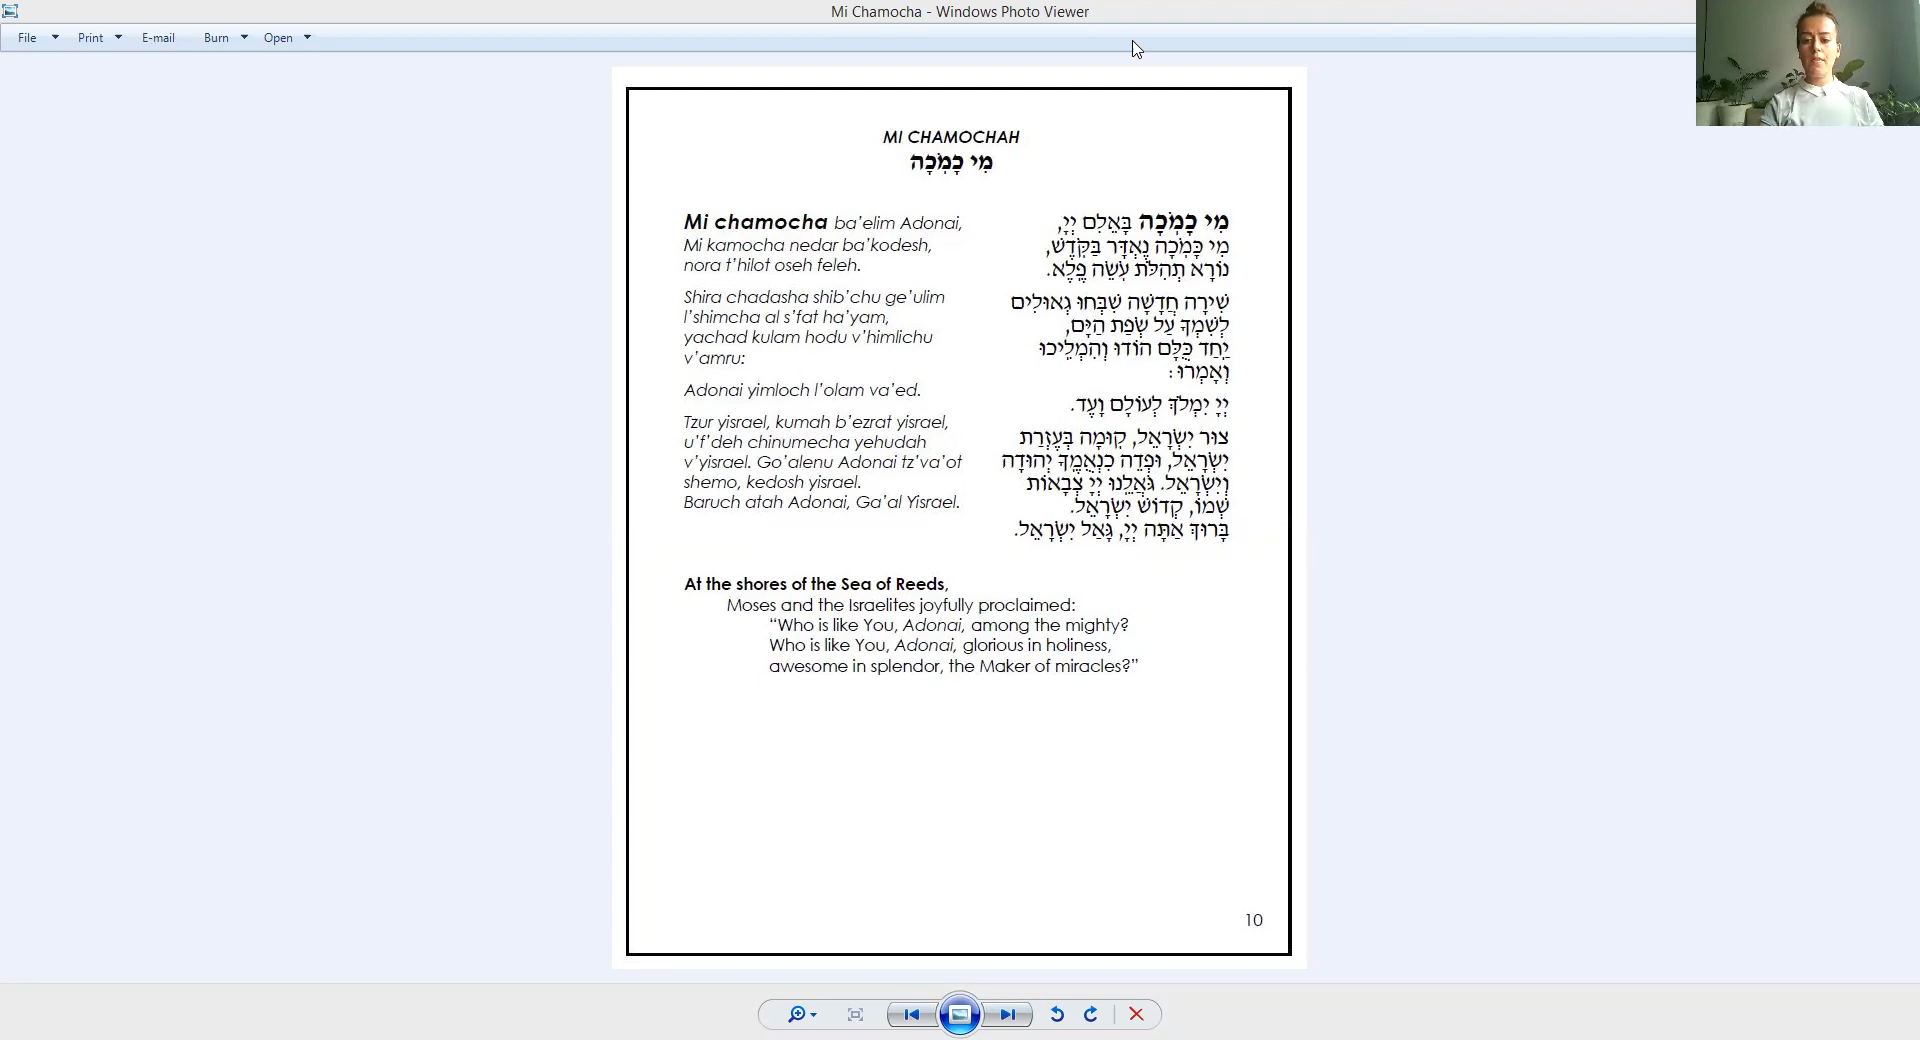 Mi Chamocha - Windows Photo Viewer
File Print E-mail Burn Open
MI CHAMOCHAH
מִי כָמֹכָה
Mi chamocha ba’elim Adonai,
Mi kamocha nedar ba’kodesh,
nora t’hilot oseh feleh.
Shira chadasha shib’chu ge’ulim
l’shimcha al s’fat ha’yam,
yachad kulam hodu v’himlichu
v’amru:
Adonai yimloch l’olam va’ed.
Tzur yisrael, kumah b’ezrat yisrael,
u’f’deh chinumecha yehudah
v’yisrael. Go’alenu Adonai tz’va’ot
shemo, kedosh yisrael.
Baruch atah Adonai, Ga’al Yisrael.
מִי כָמֹכָה בָּאֵלִם יְיָ,
מִי כָּמֹכָה נֶאְדָּר בַּקֹּדֶשׁ,
נוֹרָא תְהִלֹּת עֹשֵׂה פֶלֶא.
שִׁירָה חֲדָשָׁה שִׁבְּחוּ גְאוּלִים
לְשִׁמְךָ עַל שְׂפַת הַיָּם,
יַחַד כֻּלָּם הוֹדוּ וְהִמְלִיכוּ
וְאָמְרוּ:
יְיָ יִמְלֹךְ לְעוֹלָם וָעֶד.
צוּר יִשְׂרָאֵל, קוּמָה בְּעֶזְרַת
יִשְׂרָאֵל, וּפְדֵה כִנְאֻמֶךָ יְהוּדָה
וְיִשְׂרָאֵל. גֹּאֲלֵנוּ יְיָ צְבָאוֹת
שְׁמוֹ, קְדוֹשׁ יִשְׂרָאֵל.
בָּרוּךְ אַתָּה יְיָ, גָּאַל יִשְׂרָאֵל.
At the shores of the Sea of Reeds,
Moses and the Israelites joyfully proclaimed:
“Who is like You, Adonai, among the mighty?
Who is like You, Adonai, glorious in holiness,
awesome in splendor, the Maker of miracles?”
10